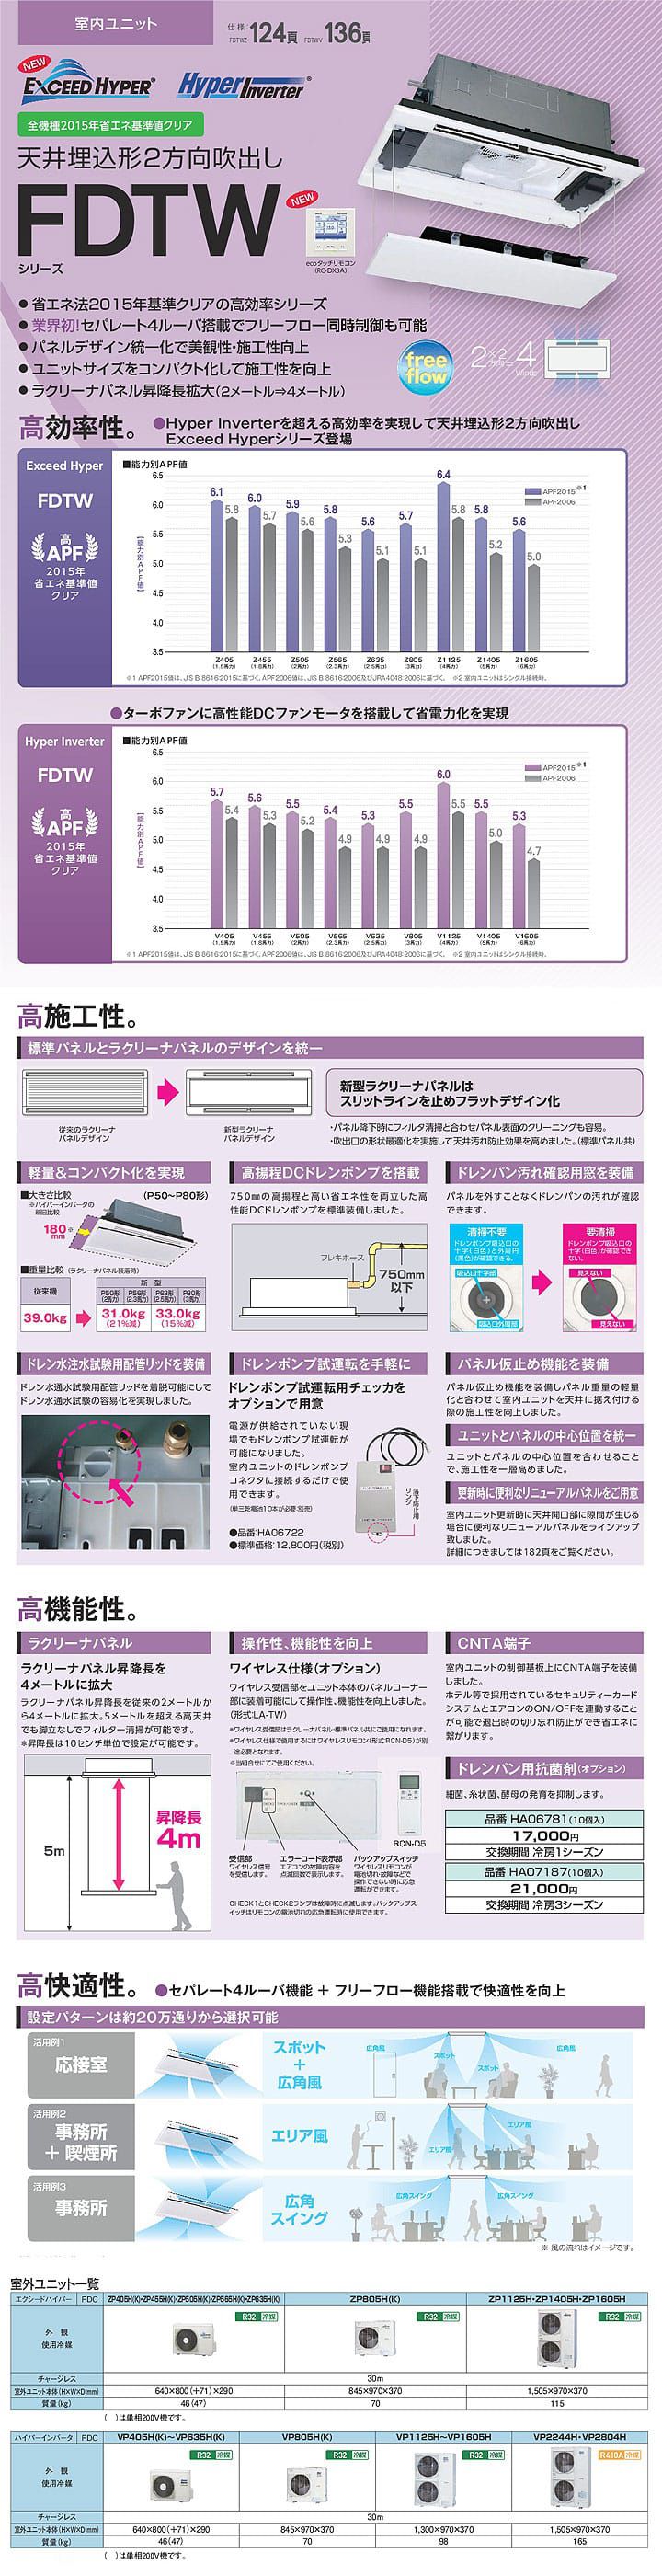 室内ユニット
仕様: FDTWZ 124頁 FDTWV 136頁
NEW
EXCEED HYPER®
Hyper Inverter®
全機種2015年省エネ基準値クリア
天井埋込形2方向吹出し
FDTW
シリーズ
NEW
ecoタッチリモコン
(RC-DX3A)
●省エネ法2015年基準クリアの高効率シリーズ
●業界初!セパレート4ルーバ搭載でフリーフロー同時制御も可能
●パネルデザイン統一化で美観性・施工性向上
●ユニットサイズをコンパクト化して施工性を向上
●ラクリーナパネル昇降長拡大(2メートル⇒4メートル)
free flow
2方向×2=4 Winds
高効率性。
●Hyper Inverterを超える高効率を実現して天井埋込形2方向吹出し
Exceed Hyperシリーズ登場
Exceed Hyper
FDTW
高APF
2015年
省エネ基準値
クリア
■能力別APF値
APF2015 ※1
APF2006
【能力別APF値】
6.5
6.0
5.5
5.0
4.5
4.0
3.5
6.1 5.8 6.0 5.7 5.9 5.6 5.8 5.3 5.6 5.1 5.7 5.1 6.4 5.8 5.8 5.2 5.6 5.0
Z405 Z455 Z505 Z565 Z635 Z805 Z1125 Z1405 Z1605
(1.5馬力) (1.8馬力) (2馬力) (2.3馬力) (2.5馬力) (3馬力) (4馬力) (5馬力) (6馬力)
※1 APF2015値は、JIS B 8616:2015に基づく。APF2006値は、JIS B 8616:2006及びJRA4048:2006に基づく。 ※2 室内ユニットはシングル接続時。
●ターボファンに高性能DCファンモータを搭載して省電力化を実現
Hyper Inverter
FDTW
高APF
2015年
省エネ基準値
クリア
■能力別APF値
APF2015 ※1
APF2006
【能力別APF値】
6.5
6.0
5.5
5.0
4.5
4.0
3.5
5.7 5.4 5.6 5.3 5.5 5.2 5.4 4.9 5.3 4.9 5.5 4.9 6.0 5.5 5.5 5.0 5.3 4.7
V405 V455 V505 V565 V635 V805 V1125 V1405 V1605
(1.5馬力) (1.8馬力) (2馬力) (2.3馬力) (2.5馬力) (3馬力) (4馬力) (5馬力) (6馬力)
※1 APF2015値は、JIS B 8616:2015に基づく。APF2006値は、JIS B 8616:2006及びJRA4048:2006に基づく。 ※2 室内ユニットはシングル接続時。
高施工性。
標準パネルとラクリーナパネルのデザインを統一
従来のラクリーナ
パネルデザイン
新型ラクリーナ
パネルデザイン
新型ラクリーナパネルは
スリットラインを止めフラットデザイン化
・パネル降下時にフィルタ清掃と合わせパネル表面のクリーニングも容易。
・吹出口の形状最適化を実施して天井汚れ防止効果を高めました。(標準パネル共)
軽量&コンパクト化を実現
■大きさ比較 (P50〜P80形)
※ハイパーインバータの
新旧比較
180mm※
■重量比較 (ラクリーナパネル装着時)
従来機
39.0kg
新型
P50形(2馬力) P56形(2.3馬力) P63形(2.5馬力) P80形(3馬力)
31.0kg (21%減)
33.0kg (15%減)
高揚程DCドレンポンプを搭載
750mmの高揚程と高い省エネ性を両立した高
性能DCドレンポンプを標準装備しました。
フレキホース
750mm
以下
ドレンパン汚れ確認用窓を装備
パネルを外すことなくドレンパンの汚れが確認
できます。
清掃不要
ドレンポンプ吸込口の
十字(白色)と外周円
(黒色)が確認できる。
吸込口十字部
吸込口外周部
要清掃
ドレンポンプ吸込口の
十字(白色)が確認でき
ない。
見えない
見えない
ドレン水注水試験用配管リッドを装備
ドレン水通水試験用配管リッドを着脱可能にして
ドレン水通水試験の容易化を実現しました。
ドレンポンプ試運転を手軽に
ドレンポンプ試運転用チェッカを
オプションで用意
電源が供給されていない現
場でもドレンポンプ試運転が
可能になりました。
室内ユニットのドレンポンプ
コネクタに接続するだけで使
用できます。
(単三乾電池10本が必要:別売)
落下防止用リング
●品番:HA06722
●標準価格:12,800円(税別)
パネル仮止め機能を装備
パネル仮止め機能を装備しパネル重量の軽量
化と合わせて室内ユニットを天井に据え付ける
際の施工性を向上しました。
ユニットとパネルの中心位置を統一
ユニットとパネルの中心位置を合わせること
で、施工性を一層高めました。
更新時に便利なリニューアルパネルをご用意
室内ユニット更新時に天井開口部に隙間が生じる
場合に便利なリニューアルパネルをラインアップ
致しました。
詳細につきましては182頁をご覧ください。
高機能性。
ラクリーナパネル
ラクリーナパネル昇降長を
4メートルに拡大
ラクリーナパネル昇降長を従来の2メートルか
ら4メートルに拡大。5メートルを超える高天井
でも脚立なしでフィルター清掃が可能です。
*昇降長は10センチ単位で設定が可能です。
5m
昇降長
4m
操作性、機能性を向上
ワイヤレス仕様(オプション)
ワイヤレス受信部をユニット本体のパネルコーナー
部に装着可能にして操作性、機能性を向上しました。
(形式:LA-TW)
*ワイヤレス受信部はラクリーナパネル・標準パネル共にご使用になれます。
*ワイヤレス仕様で使用するにはワイヤレスリモコン(形式:RCN-D5)が別
途必要となります。
※当組合せにてご使用ください。
RCN-D5
受信部
ワイヤレス信号
を受信します。
エラーコード表示部
エアコンの故障内容を
点滅回数で表示します。
バックアップスイッチ
ワイヤレスリモコンが
電池切れ・故障などで
操作できない時に応急
運転ができます。
CHECK 1とCHECK 2ランプは故障時に点滅します。バックアップス
イッチはリモコンの電池切れの応急運転時に使用できます。
CNTA端子
室内ユニットの制御基板上にCNTA端子を装備
しました。
ホテル等で採用されているセキュリティーカード
システムとエアコンのON/OFFを連動すること
が可能で退出時の切り忘れ防止ができ省エネに
繋がります。
ドレンパン用抗菌剤(オプション)
細菌、糸状菌、酵母の発育を抑制します。
品番 HA06781(10個入)
17,000円
交換期間 冷房1シーズン
品番 HA07187(10個入)
21,000円
交換期間 冷房3シーズン
高快適性。
●セパレート4ルーバ機能 + フリーフロー機能搭載で快適性を向上
設定パターンは約20万通りから選択可能
活用例1
応接室
スポット
+
広角風
広角風 スポット スポット 広角風
活用例2
事務所
+ 喫煙所
エリア風
エリア風 エリア風
活用例3
事務所
広角
スイング
広角スイング 広角スイング
※ 風の流れはイメージです。
室外ユニット一覧
エクシードハイパー FDC ZP405H(K)・ZP455H(K)・ZP505H(K)・ZP565H(K)・ZP635H(K) ZP805H(K) ZP1125H・ZP1405H・ZP1605H
外観
使用冷媒
R32 冷媒 R32 冷媒 R32 冷媒
チャージレス 30m
室外ユニット本体(H×W×D:mm) 640×800(+71)×290 845×970×370 1,505×970×370
質量(kg) 46(47) 70 115
( )は単相200V機です。
ハイパーインバータ FDC VP405H(K)〜VP635H(K) VP805H(K) VP1125H〜VP1605H VP2244H・VP2804H
外観
使用冷媒
R32 冷媒 R32 冷媒 R32 冷媒 R410A 冷媒
チャージレス 30m
室外ユニット本体(H×W×D:mm) 640×800(+71)×290 845×970×370 1,300×970×370 1,505×970×370
質量(kg) 46(47) 70 98 165
( )は単相200V機です。